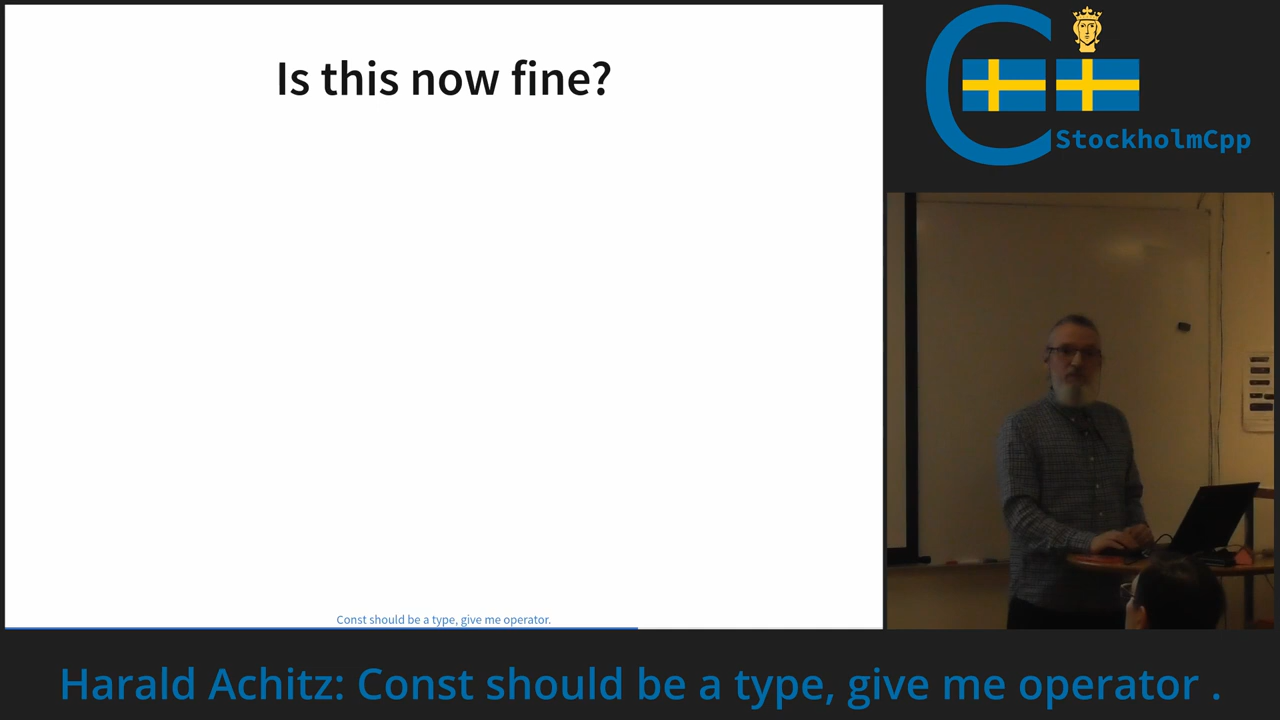 Is this now fine?
StockholmCpp
Const should be a type, give me operator.
Harald Achitz: Const should be a type, give me operator .